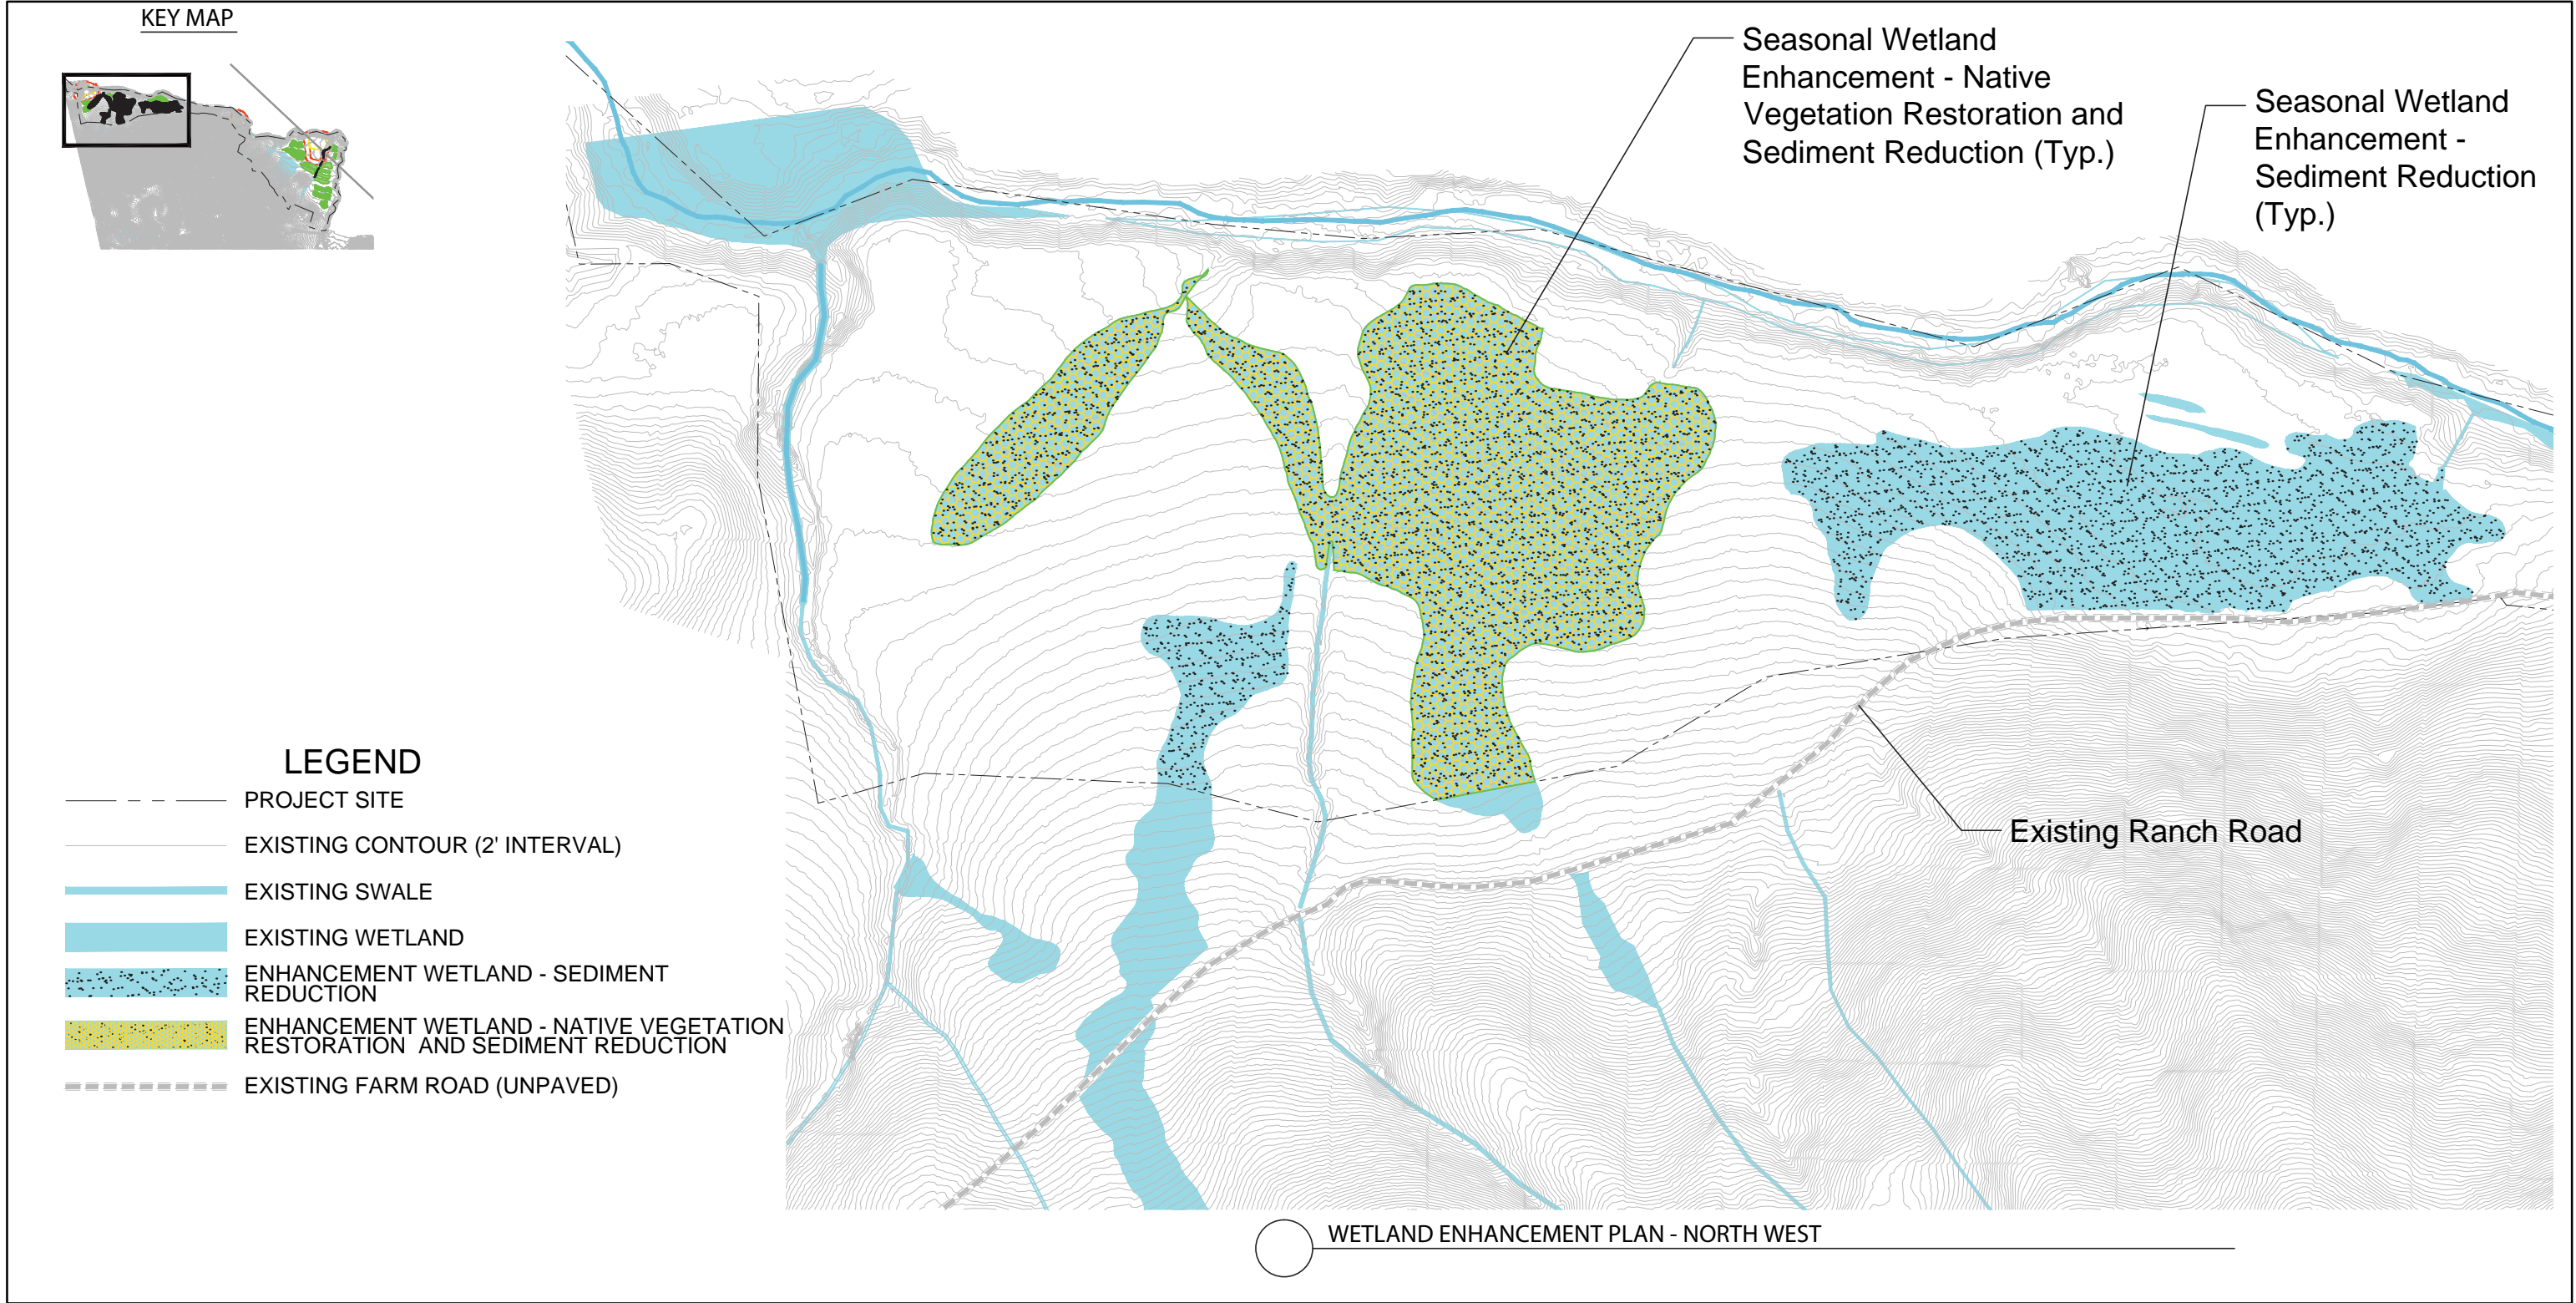 KEY MAP
Seasonal Wetland
Enhancement - Native
Vegetation Restoration and
Sediment Reduction (Typ.)
Seasonal Wetland
Enhancement -
Sediment Reduction
(Typ.)
Existing Ranch Road
LEGEND
PROJECT SITE
EXISTING CONTOUR (2' INTERVAL)
EXISTING SWALE
EXISTING WETLAND
ENHANCEMENT WETLAND - SEDIMENT
REDUCTION
ENHANCEMENT WETLAND - NATIVE VEGETATION
RESTORATION AND SEDIMENT REDUCTION
EXISTING FARM ROAD (UNPAVED)
WETLAND ENHANCEMENT PLAN - NORTH WEST